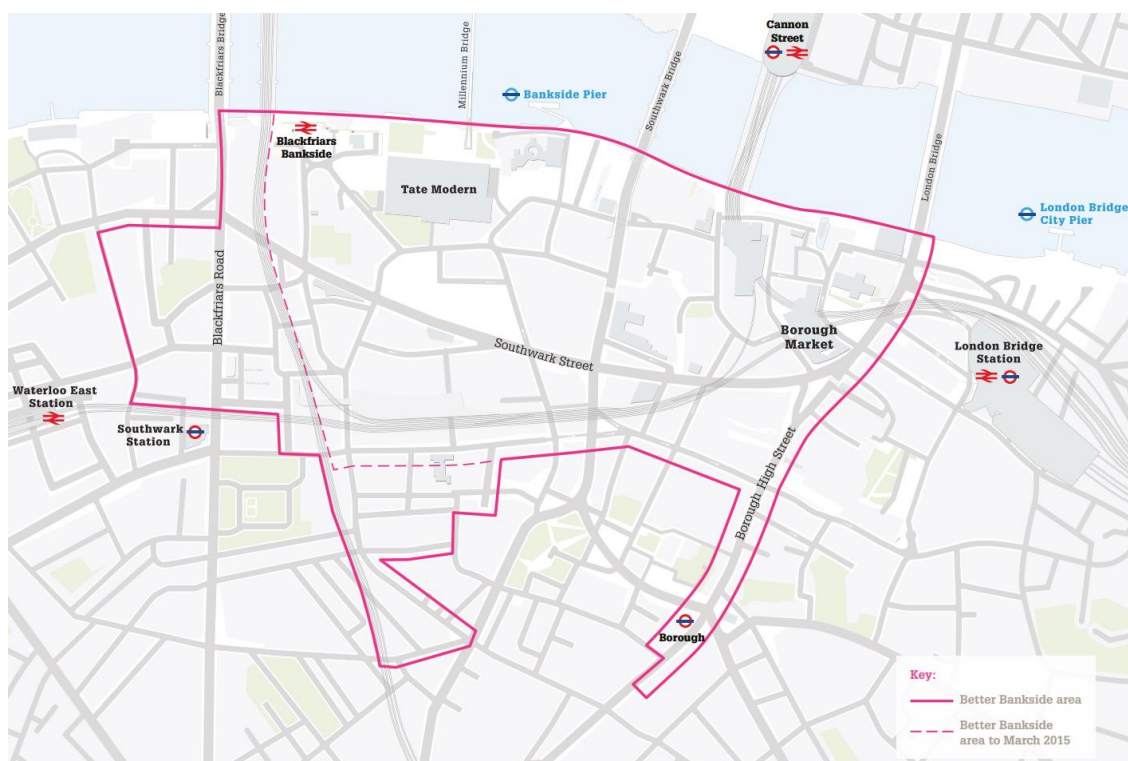 Cannon
Street
Blackfriars Bridge
Millennium Bridge
Southwark Bridge
Bankside Pier
London Bridge
Blackfriars
Bankside
Tate Modern
London Bridge
City Pier
Blackfriars Road
Southwark Street
Borough
Market
London Bridge
Station
Waterloo East
Station
Southwark
Station
Borough High Street
Borough
Key:
Better Bankside area
Better Bankside
area to March 2015